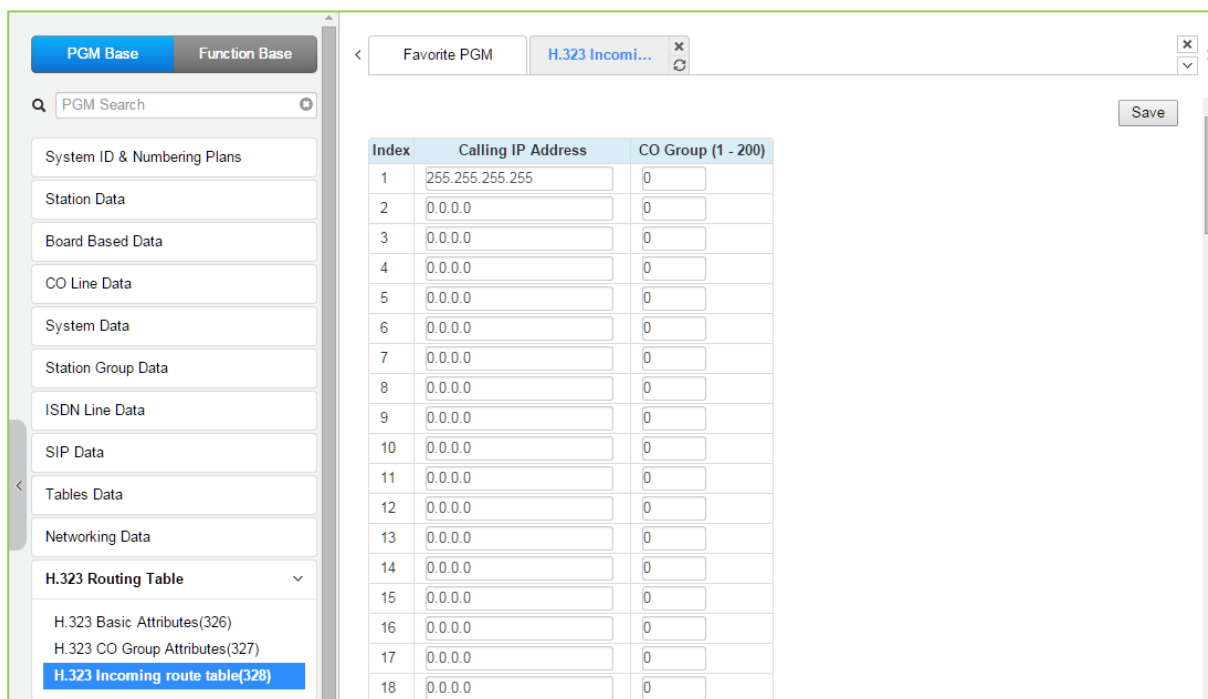 PGM Base Function Base
PGM Search
System ID & Numbering Plans
Station Data
Board Based Data
CO Line Data
System Data
Station Group Data
ISDN Line Data
SIP Data
Tables Data
Networking Data
H.323 Routing Table
H.323 Basic Attributes(326)
H.323 CO Group Attributes(327)
H.323 Incoming route table(328)
Favorite PGM H.323 Incomi...
Save
Index Calling IP Address CO Group (1 - 200)
1 255.255.255.255 0
2 0.0.0.0 0
3 0.0.0.0 0
4 0.0.0.0 0
5 0.0.0.0 0
6 0.0.0.0 0
7 0.0.0.0 0
8 0.0.0.0 0
9 0.0.0.0 0
10 0.0.0.0 0
11 0.0.0.0 0
12 0.0.0.0 0
13 0.0.0.0 0
14 0.0.0.0 0
15 0.0.0.0 0
16 0.0.0.0 0
17 0.0.0.0 0
18 0.0.0.0 0